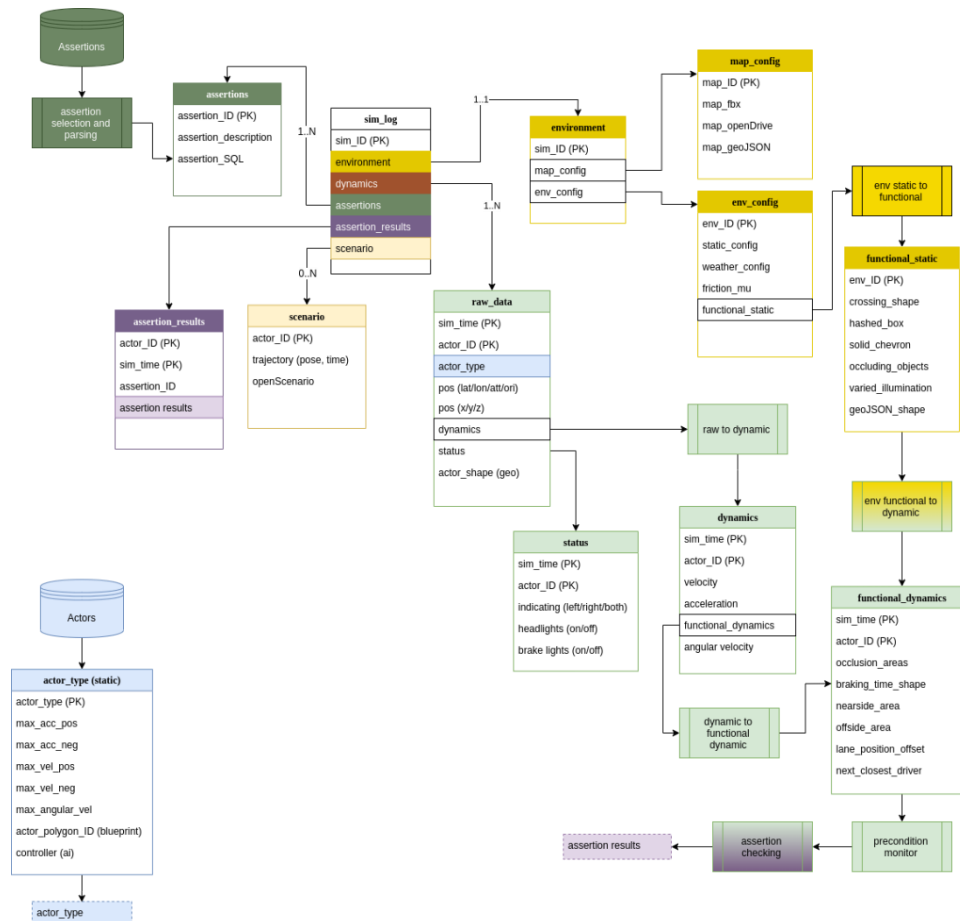 Assertions
assertion
selection and
parsing
assertions
assertion_ID (PK)
assertion_description
assertion_SQL
1..N
sim_log
sim_ID (PK)
environment
dynamics
assertions
assertion_results
scenario
1..1
environment
sim_ID (PK)
map_config
env_config
map_config
map_ID (PK)
map_fbx
map_openDrive
map_geoJSON
env_config
env_ID (PK)
static_config
weather_config
friction_mu
functional_static
env static to
functional
functional_static
env_ID (PK)
crossing_shape
hashed_box
solid_chevron
occluding_objects
varied_illumination
geoJSON_shape
1..N
0..N
assertion_results
actor_ID (PK)
sim_time (PK)
assertion_ID
assertion results
scenario
actor_ID (PK)
trajectory (pose, time)
openScenario
raw_data
sim_time (PK)
actor_ID (PK)
actor_type
pos (lat/lon/att/ori)
pos (x/y/z)
dynamics
status
actor_shape (geo)
raw to dynamic
env functional to
dynamic
status
sim_time (PK)
actor_ID (PK)
indicating (left/right/both)
headlights (on/off)
brake lights (on/off)
dynamics
sim_time (PK)
actor_ID (PK)
velocity
acceleration
functional_dynamics
angular velocity
dynamic to
functional
dynamic
functional_dynamics
sim_time (PK)
actor_ID (PK)
occlusion_areas
braking_time_shape
nearside_area
offside_area
lane_position_offset
next_closest_driver
precondition
monitor
assertion
checking
assertion results
Actors
actor_type (static)
actor_type (PK)
max_acc_pos
max_acc_neg
max_vel_pos
max_vel_neg
max_angular_vel
actor_polygon_ID (blueprint)
controller (ai)
actor_type